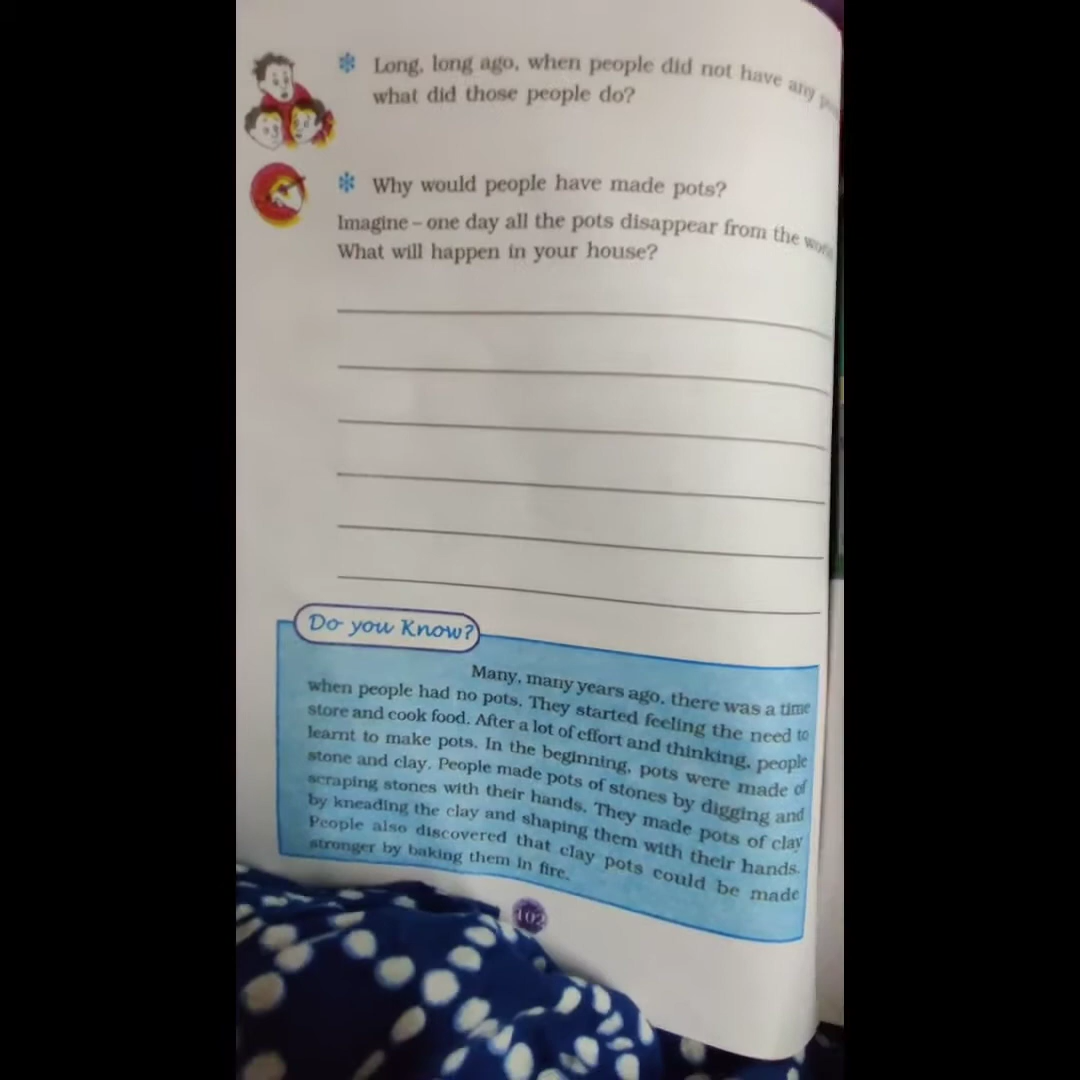 Long, long ago, when people did not have any
what did those people do?
Why would people have made pots?
Imagine – one day all the pots disappear from the
What will happen in your house?
Do you Know?
Many, many years ago, there was a time
when people had no pots. They started feeling the need to
store and cook food. After a lot of effort and thinking, people
learnt to make pots. In the beginning, pots were made of
stone and clay. People made pots of stones by digging and
scraping stones with their hands. They made pots of clay
by kneading the clay and shaping them with their hands.
People also discovered that clay pots could be made
stronger by baking them in fire.
102